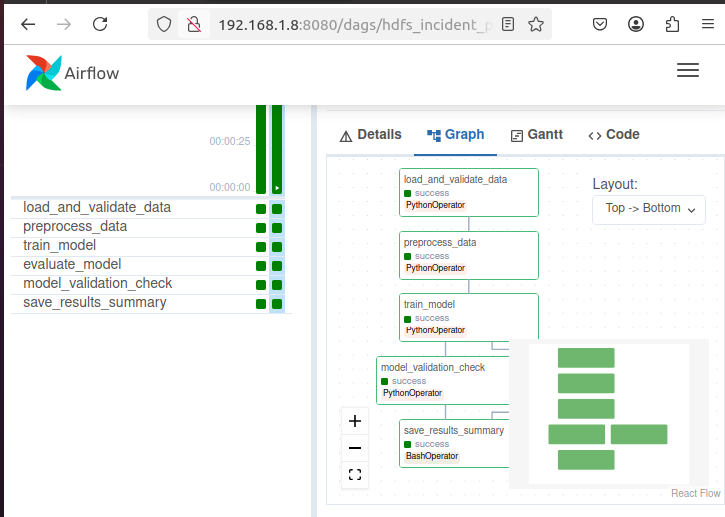 192.168.1.8:8080/dags/hdfs_incident_p
Airflow
00:00:25
00:00:00
load_and_validate_data
preprocess_data
train_model
evaluate_model
model_validation_check
save_results_summary
Details
Graph
Gantt
Code
Layout:
Top -> Bottom
load_and_validate_data
success
PythonOperator
preprocess_data
success
PythonOperator
train_model
success
PythonOperator
model_validation_check
success
PythonOperator
save_results_summary
success
BashOperator
React Flow